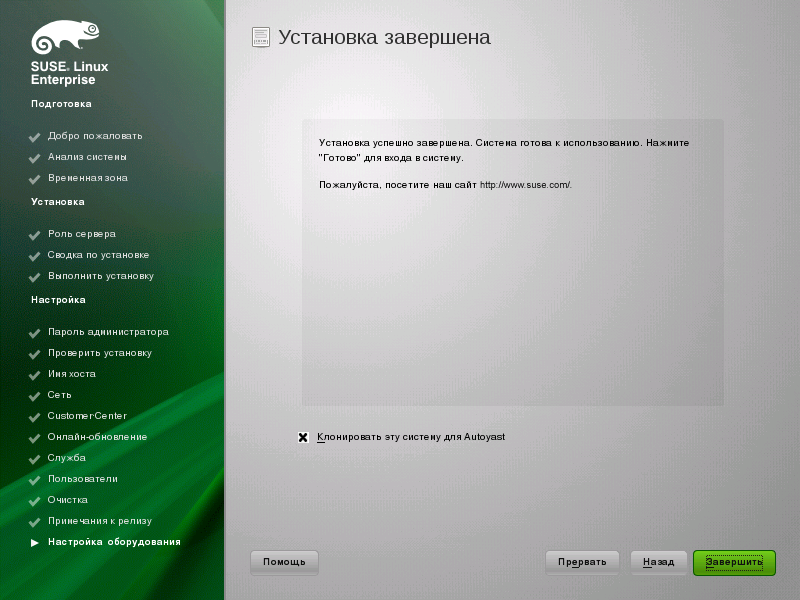 SUSE® Linux
Enterprise
Подготовка
Добро пожаловать
Анализ системы
Временная зона
Установка
Роль сервера
Сводка по установке
Выполнить установку
Настройка
Пароль администратора
Проверить установку
Имя хоста
Сеть
Customer-Center
Онлайн-обновление
Служба
Пользователи
Очистка
Примечания к релизу
Настройка оборудования
Установка завершена
Установка успешно завершена. Система готова к использованию. Нажмите
"Готово" для входа в систему.
Пожалуйста, посетите наш сайт http://www.suse.com/.
Клонировать эту систему для Autoyast
Помощь
Прервать
Назад
Завершить